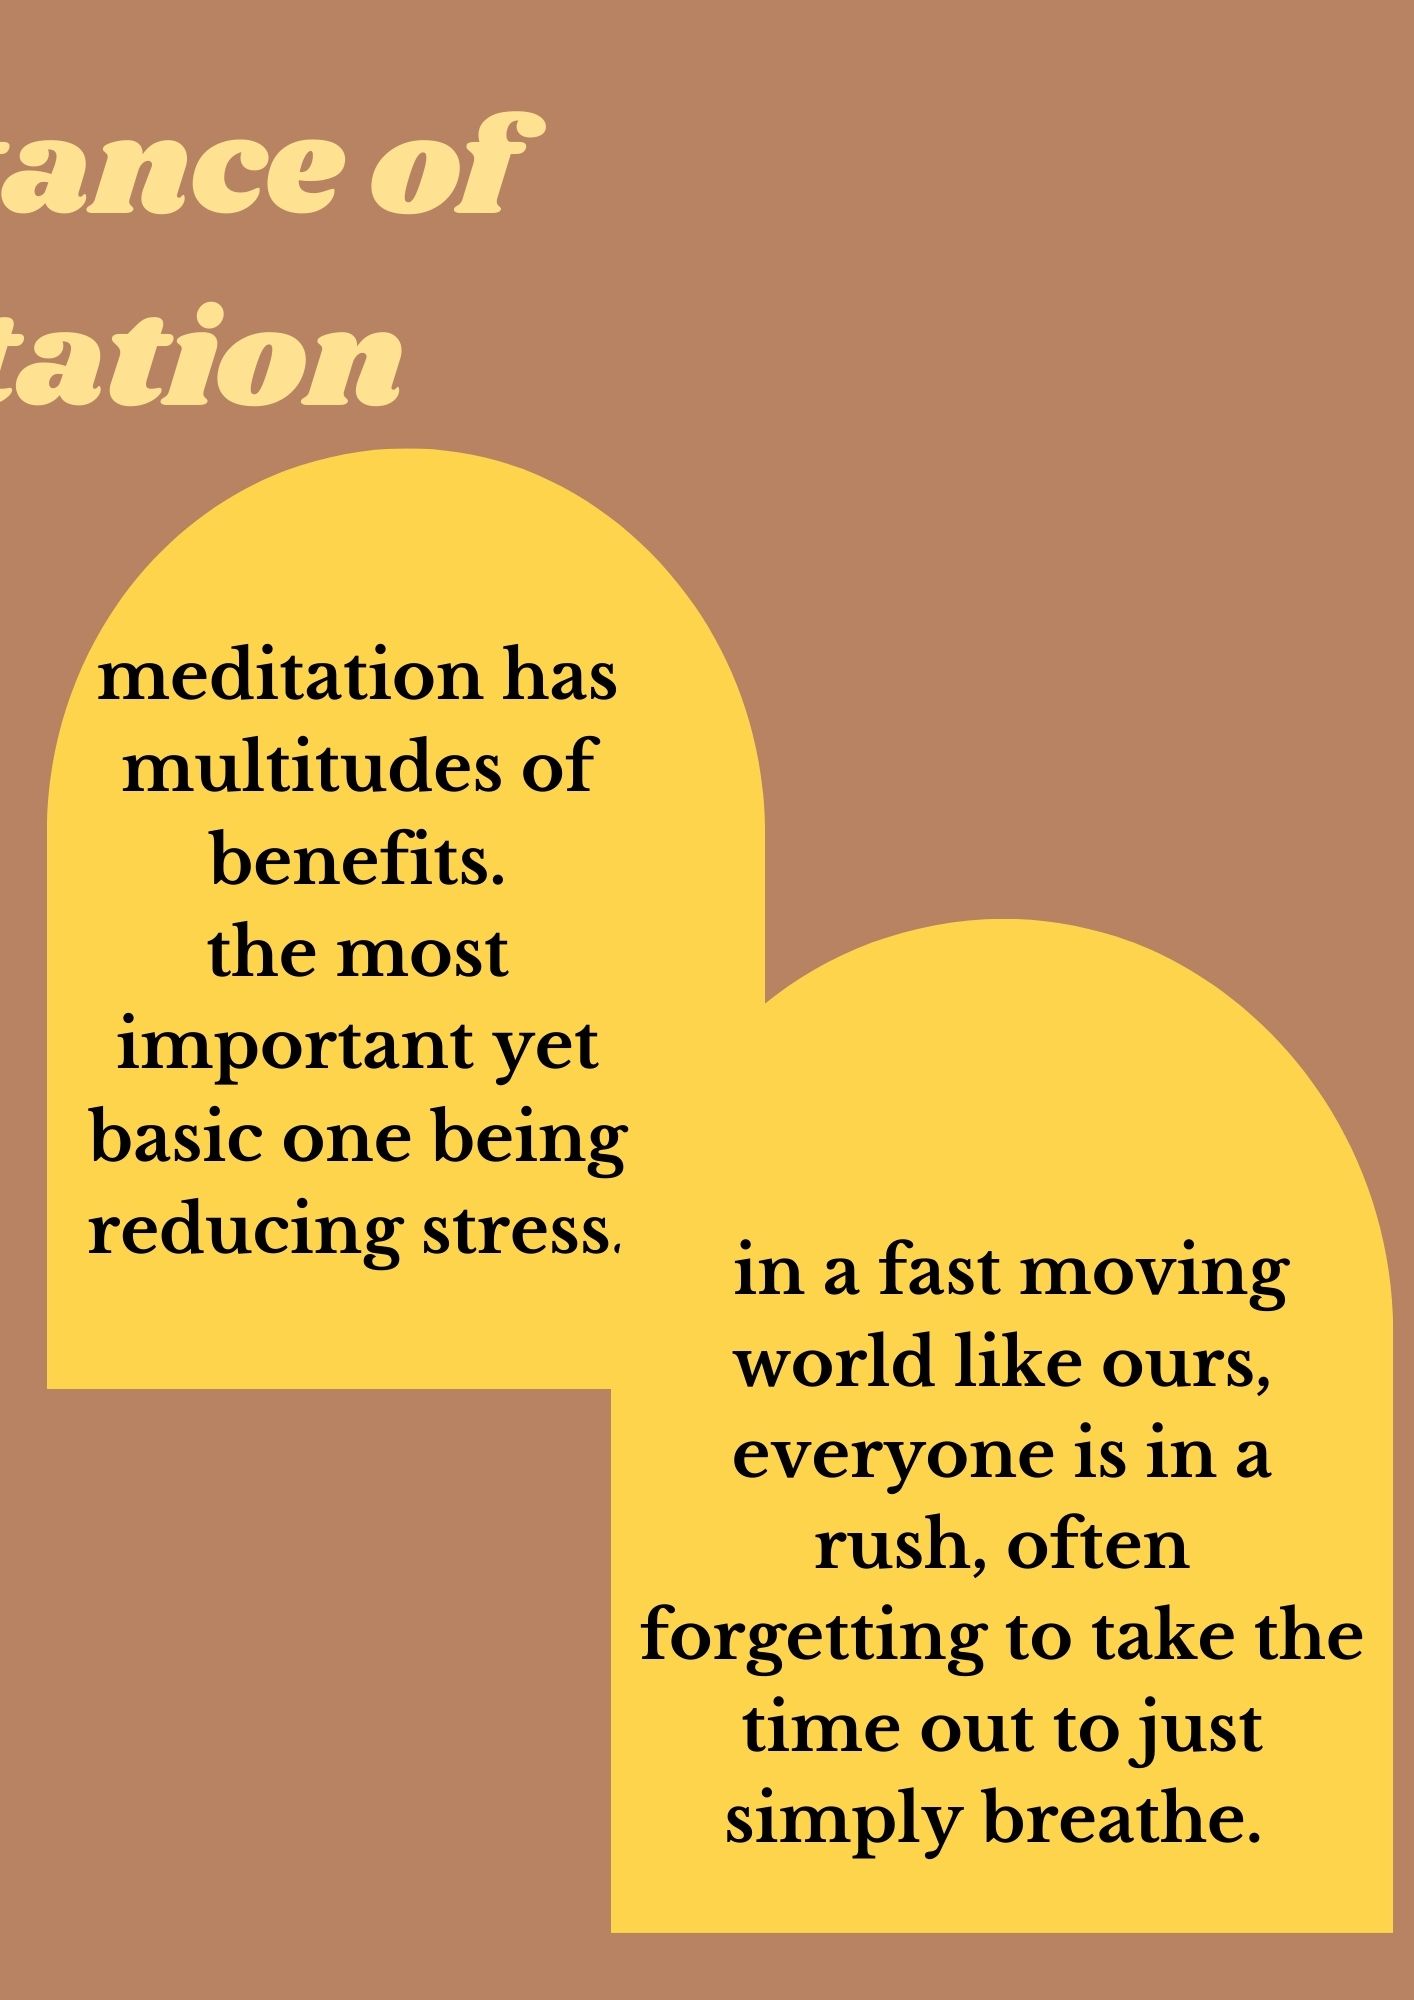 tance of
tation
meditation has
multitudes of
benefits.
the most
important yet
basic one being
reducing stress.
in a fast moving
world like ours,
everyone is in a
rush, often
forgetting to take the
time out to just
simply breathe.